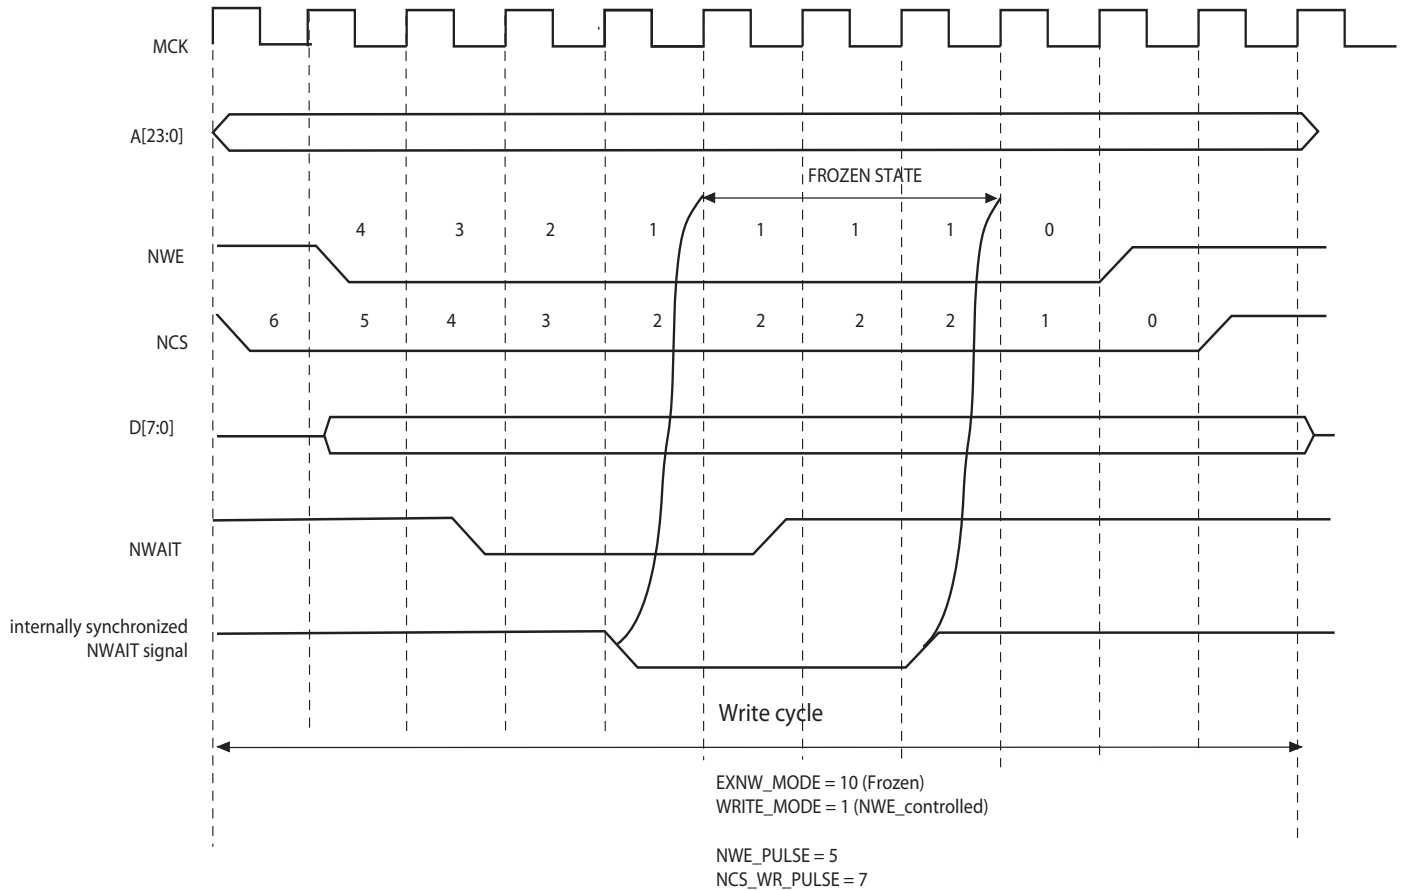 MCK
A[23:0]
FROZEN STATE
4 3 2 1 1 1 1 0
NWE
6 5 4 3 2 2 2 2 1 0
NCS
D[7:0]
NWAIT
internally synchronized
NWAIT signal
Write cycle
EXNW_MODE = 10 (Frozen)
WRITE_MODE = 1 (NWE_controlled)
NWE_PULSE = 5
NCS_WR_PULSE = 7